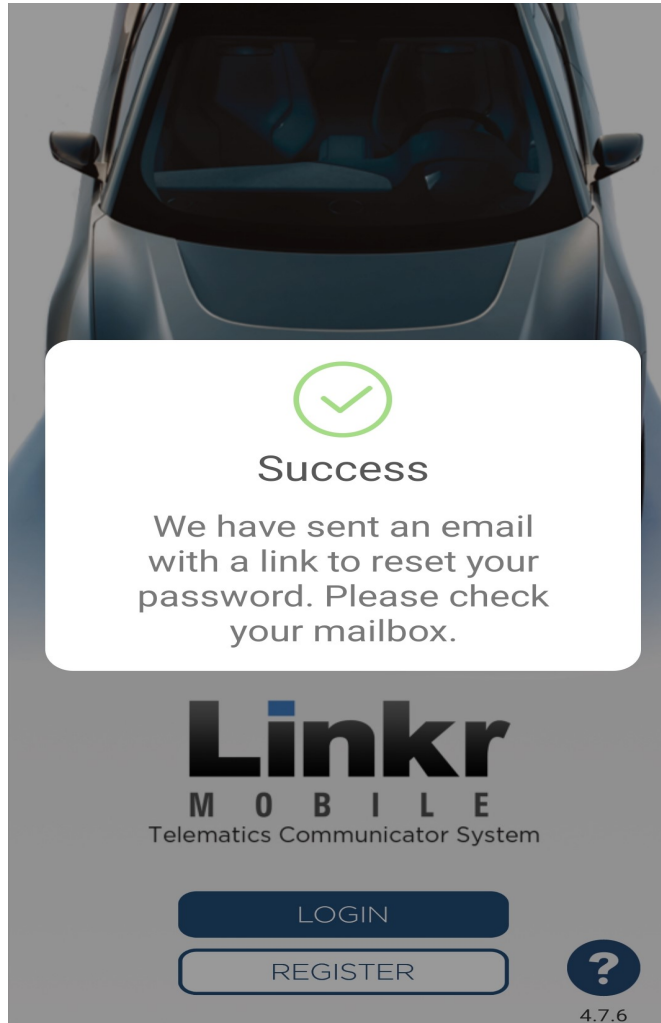 Success
We have sent an email
with a link to reset your
password. Please check
your mailbox.
Linkr
MOBILE
Telematics Communicator System
LOGIN
REGISTER
?
4.7.6